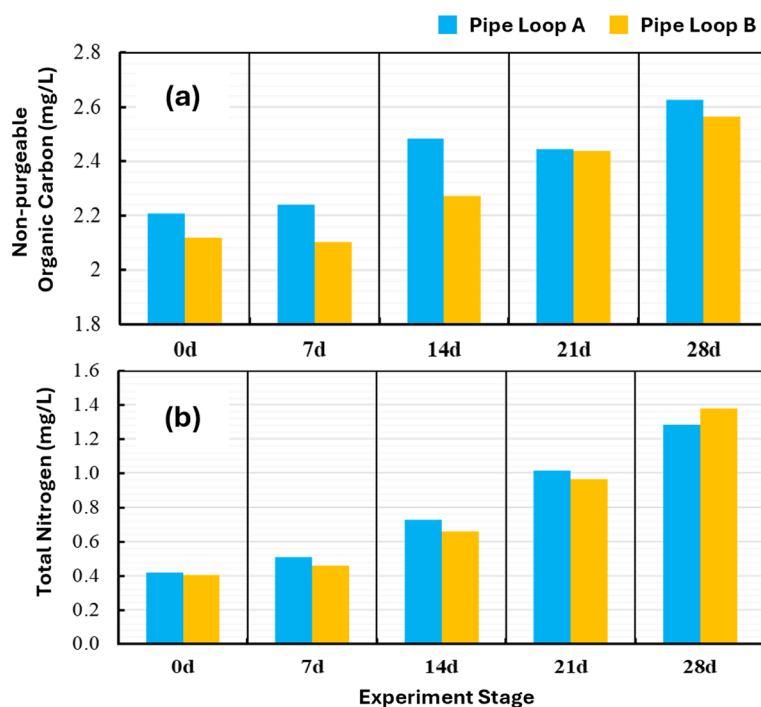 Pipe Loop A Pipe Loop B
Non-purgeable
Organic Carbon (mg/L)
(a)
2.8
2.6
2.4
2.2
2
1.8
0d 7d 14d 21d 28d
Total Nitrogen (mg/L)
(b)
1.6
1.4
1.2
1.0
0.8
0.6
0.4
0.2
0.0
0d 7d 14d 21d 28d
Experiment Stage